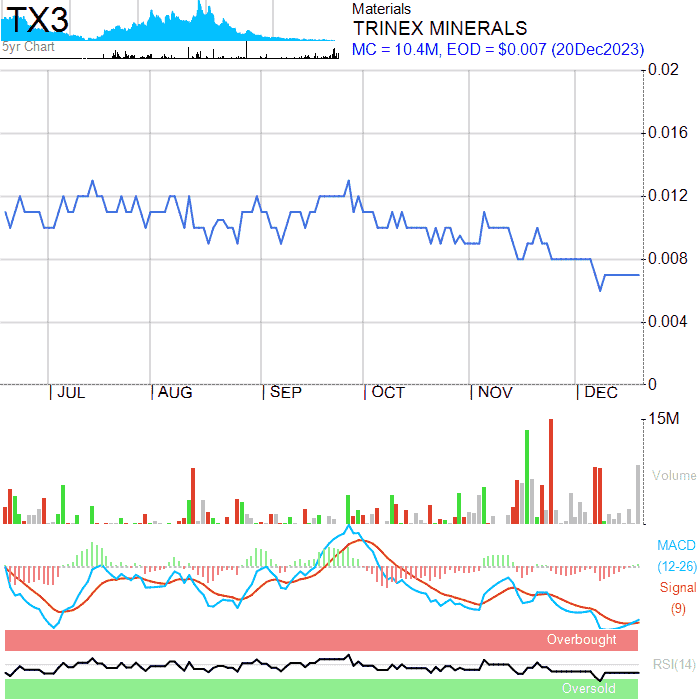 TX3
5yr Chart
Materials
TRINEX MINERALS
MC = 10.4M, EOD = $0.007 (20Dec2023)
0.02
0.016
0.012
0.008
0.004
0
JUL AUG SEP OCT NOV DEC
15M
Volume
MACD
(12-26)
Signal
(9)
Overbought
RSI(14)
Oversold